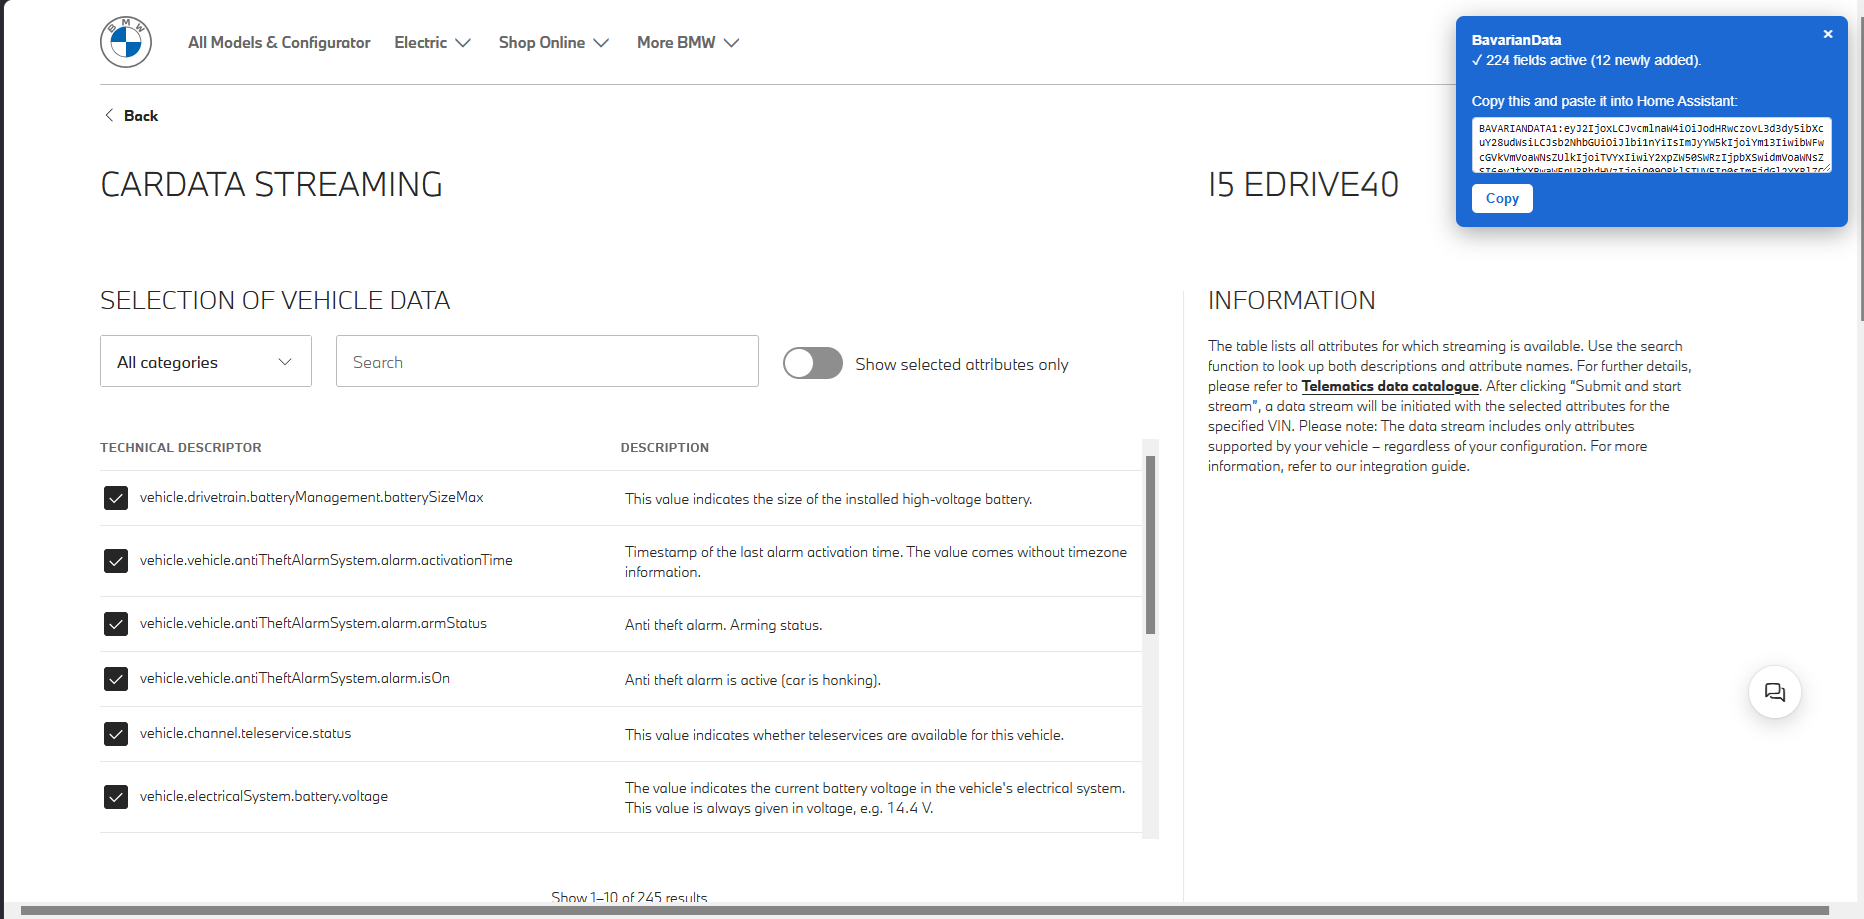 BMW
All Models & Configurator
Electric
Shop Online
More BMW
Back
CARDATA STREAMING
I5 EDRIVE40
BavarianData
✓ 224 fields active (12 newly added).
Copy this and paste it into Home Assistant:
BAVARIANDATA1:eyJ2IjoxLCJvcmlnaW4iOiJodHRwczovL3d3dy5ibXc
uY28udWsiLCJsb2NhbGUiOiJlbi1nYiIsImJyYW5kIjoiYm13IiwibWFw
cGVkVmVoaWNsZUlkIjoiTVYxIiwiY2xpZW50SWRzIjpbXSwidmVoaWNsZ
Copy
SELECTION OF VEHICLE DATA
All categories
Search
Show selected attributes only
TECHNICAL DESCRIPTOR
DESCRIPTION
vehicle.drivetrain.batteryManagement.batterySizeMax
This value indicates the size of the installed high-voltage battery.
vehicle.vehicle.antiTheftAlarmSystem.alarm.activationTime
Timestamp of the last alarm activation time. The value comes without timezone
information.
vehicle.vehicle.antiTheftAlarmSystem.alarm.armStatus
Anti theft alarm. Arming status.
vehicle.vehicle.antiTheftAlarmSystem.alarm.isOn
Anti theft alarm is active (car is honking).
vehicle.channel.teleservice.status
This value indicates whether teleservices are available for this vehicle.
vehicle.electricalSystem.battery.voltage
The value indicates the current battery voltage in the vehicle's electrical system.
This value is always given in voltage, e.g. 14.4 V.
Show 1–10 of 245 results
INFORMATION
The table lists all attributes for which streaming is available. Use the search
function to look up both descriptions and attribute names. For further details,
please refer to Telematics data catalogue. After clicking “Submit and start
stream”, a data stream will be initiated with the selected attributes for the
specified VIN. Please note: The data stream includes only attributes
supported by your vehicle – regardless of your configuration. For more
information, refer to our integration guide.